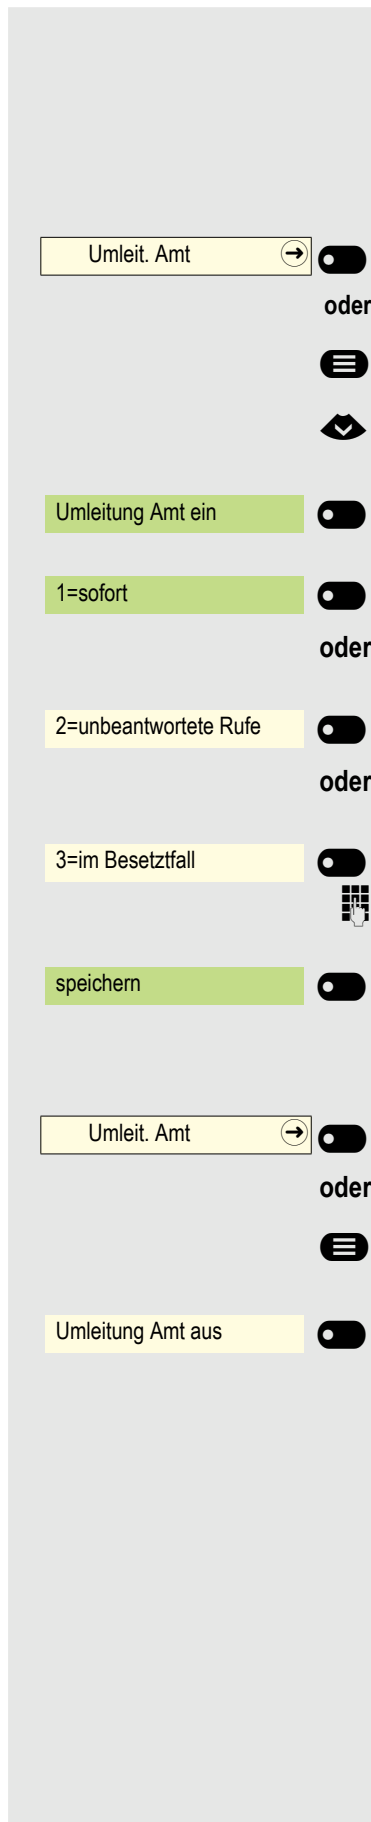 Umleit. Amt
oder
Umleitung Amt ein
1=sofort
oder
2=unbeantwortete Rufe
oder
3=im Besetztfall
speichern
Umleit. Amt
oder
Umleitung Amt aus